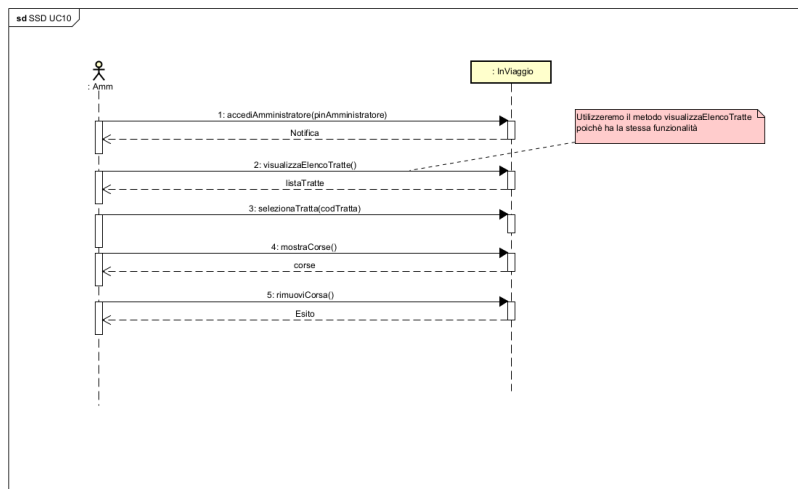 sd SSD UC10
: Amm
: InViaggio
1: accediAmministratore(pinAmministratore)
Notifica
Utilizzeremo il metodo visualizzaElencoTratte
poichè ha la stessa funzionalità
2: visualizzaElencoTratte()
listaTratte
3: selezionaTratta(codTratta)
4: mostraCorse()
corse
5: rimuoviCorsa()
Esito